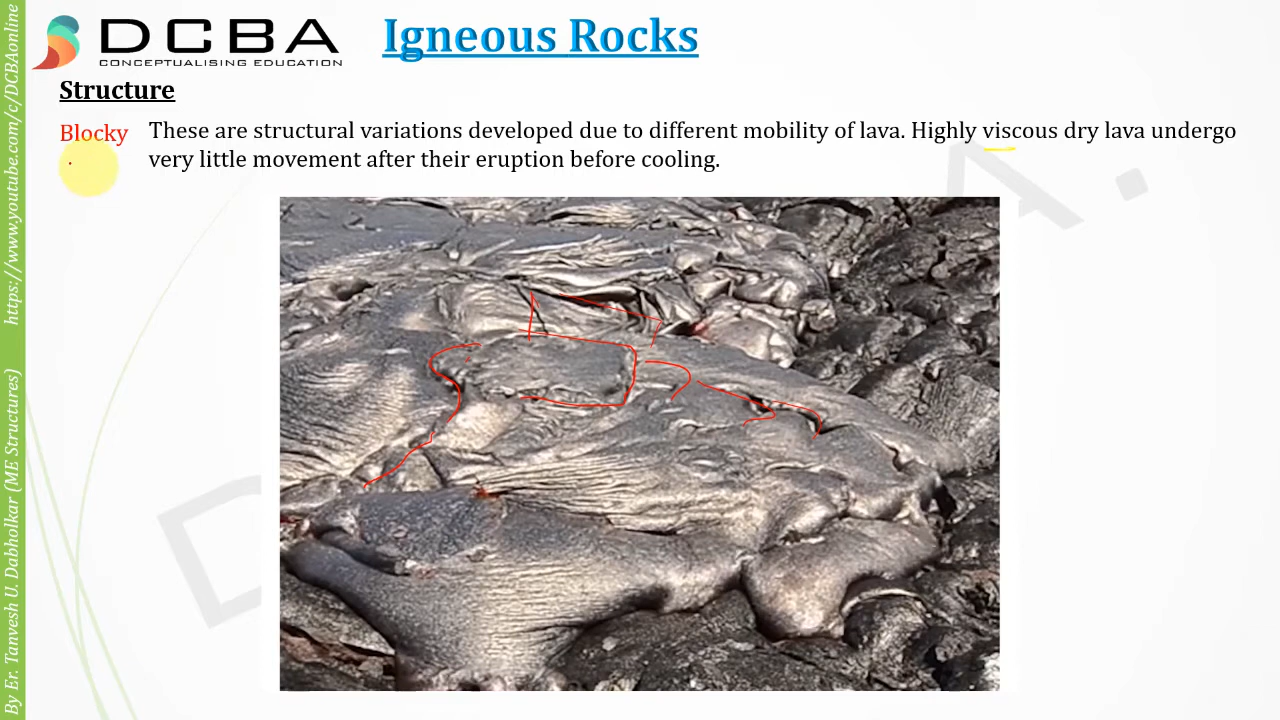 DCBA
CONCEPTUALISING EDUCATION
Igneous Rocks
Structure
Blocky
These are structural variations developed due to different mobility of lava. Highly viscous dry lava undergo
very little movement after their eruption before cooling.
By Er. Tanvesh U. Dabholkar (ME Structures) https://www.youtube.com/c/DCBAonline
D
A.